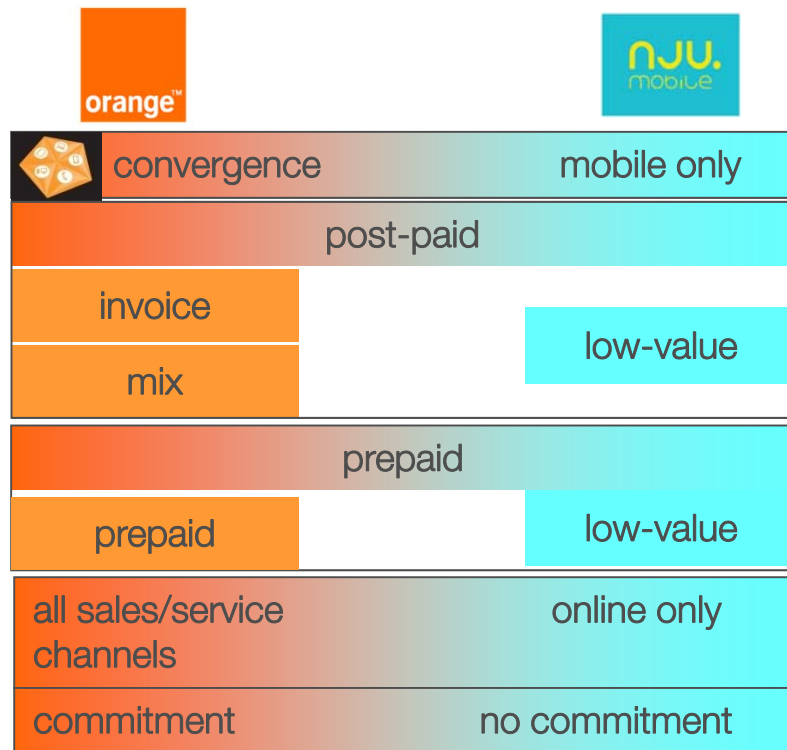 orange™
nju.
mobile
convergence mobile only
post-paid
invoice
low-value
mix
prepaid
prepaid low-value
all sales/service
channels
online only
commitment no commitment